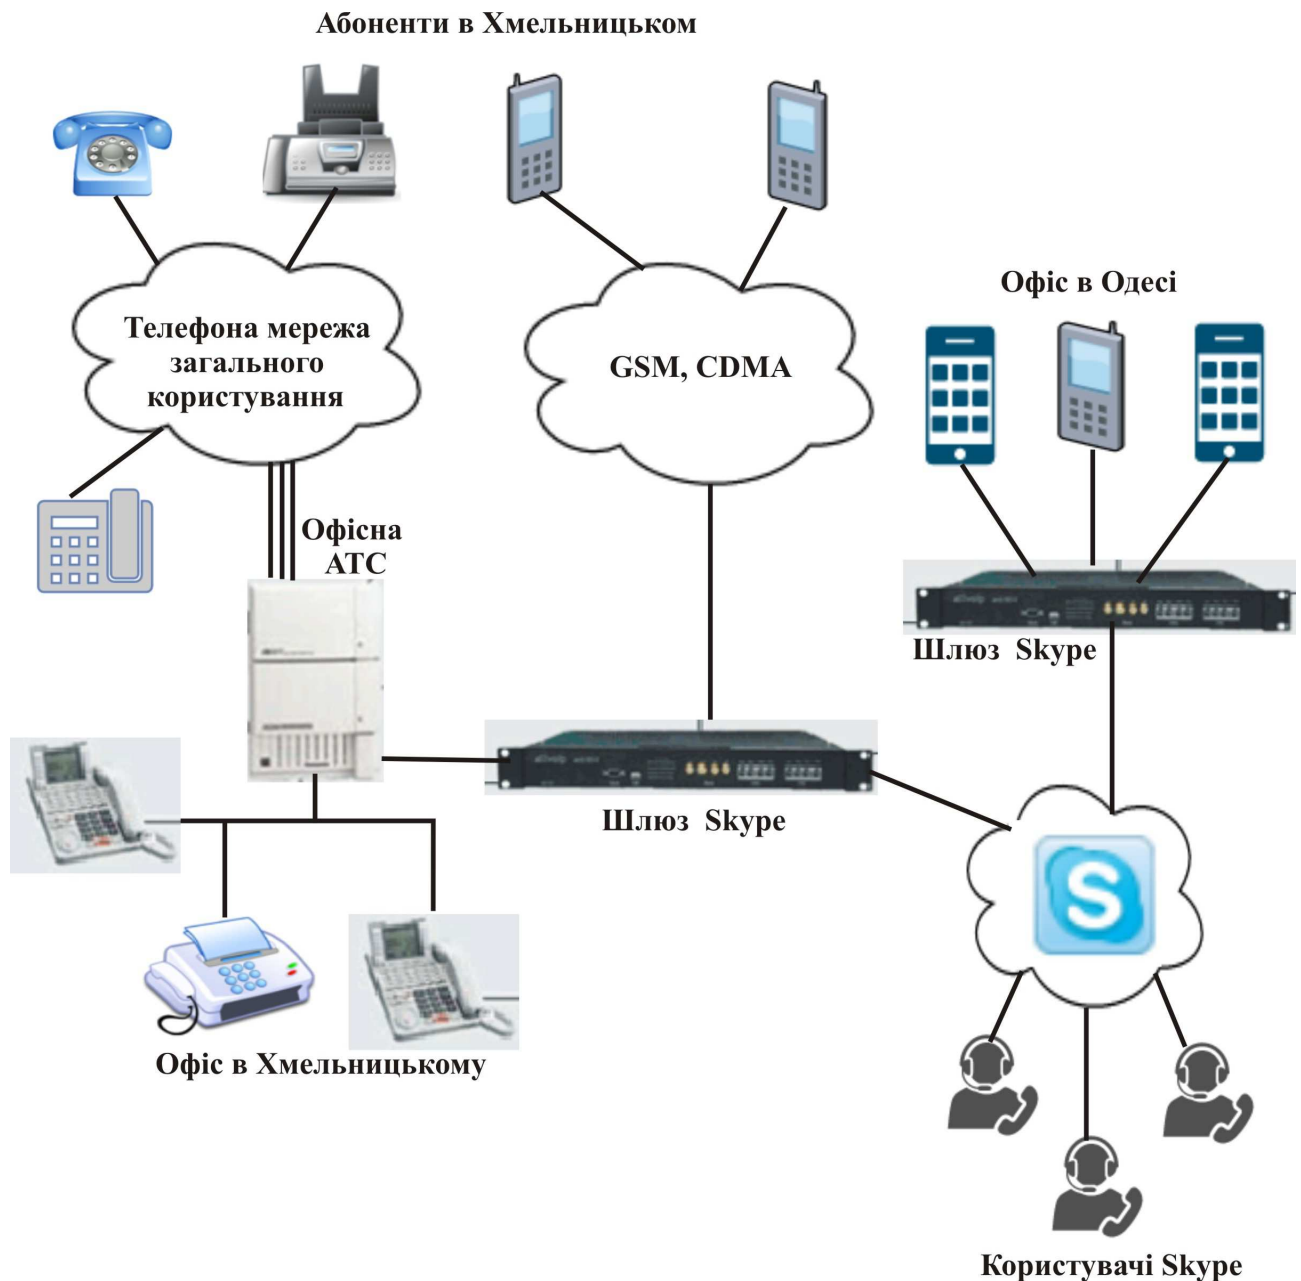 Абоненти в Хмельницьком
Телефона мережа
загального
користування
GSM, CDMA
Офіс в Одесі
Офісна
АТС
Шлюз Skype
Шлюз Skype
S
Офіс в Хмельницькому
Користувачі Skype